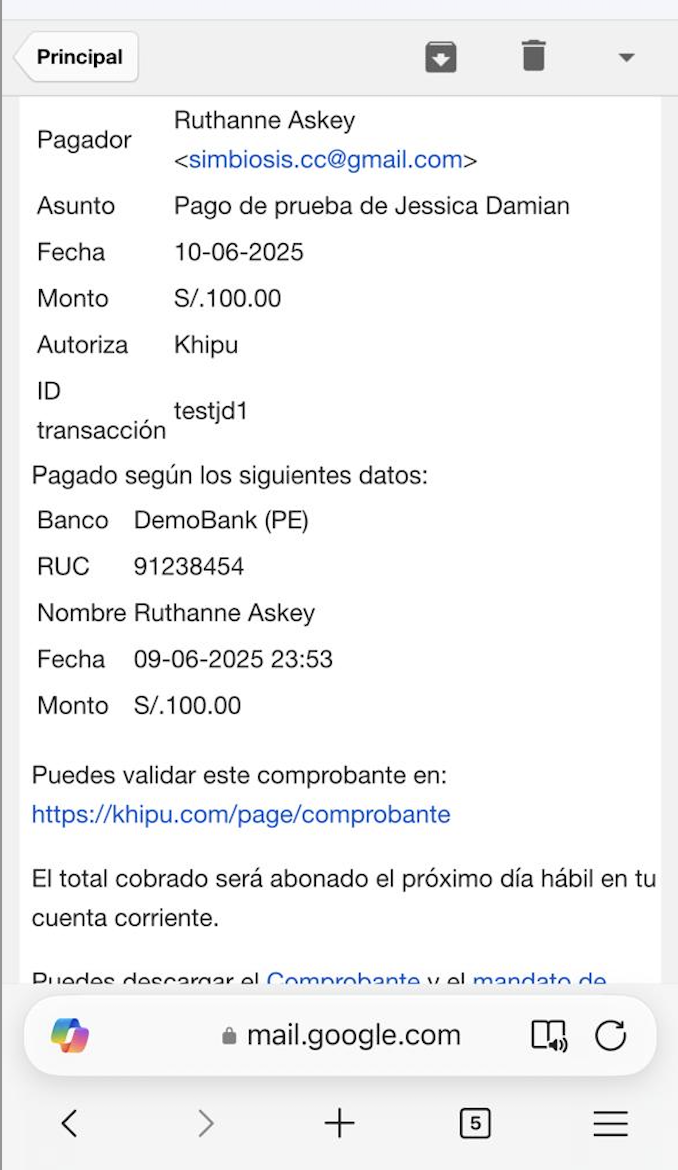 Principal
Pagador
Ruthanne Askey
<simbiosis.cc@gmail.com>
Asunto Pago de prueba de Jessica Damian
Fecha 10-06-2025
Monto S/.100.00
Autoriza Khipu
ID
transacción
testjd1
Pagado según los siguientes datos:
Banco DemoBank (PE)
RUC 91238454
Nombre Ruthanne Askey
Fecha 09-06-2025 23:53
Monto S/.100.00
Puedes validar este comprobante en:
https://khipu.com/page/comprobante
El total cobrado será abonado el próximo día hábil en tu
cuenta corriente.
Puedes descargar el Comprobante y el mandato de
mail.google.com
5